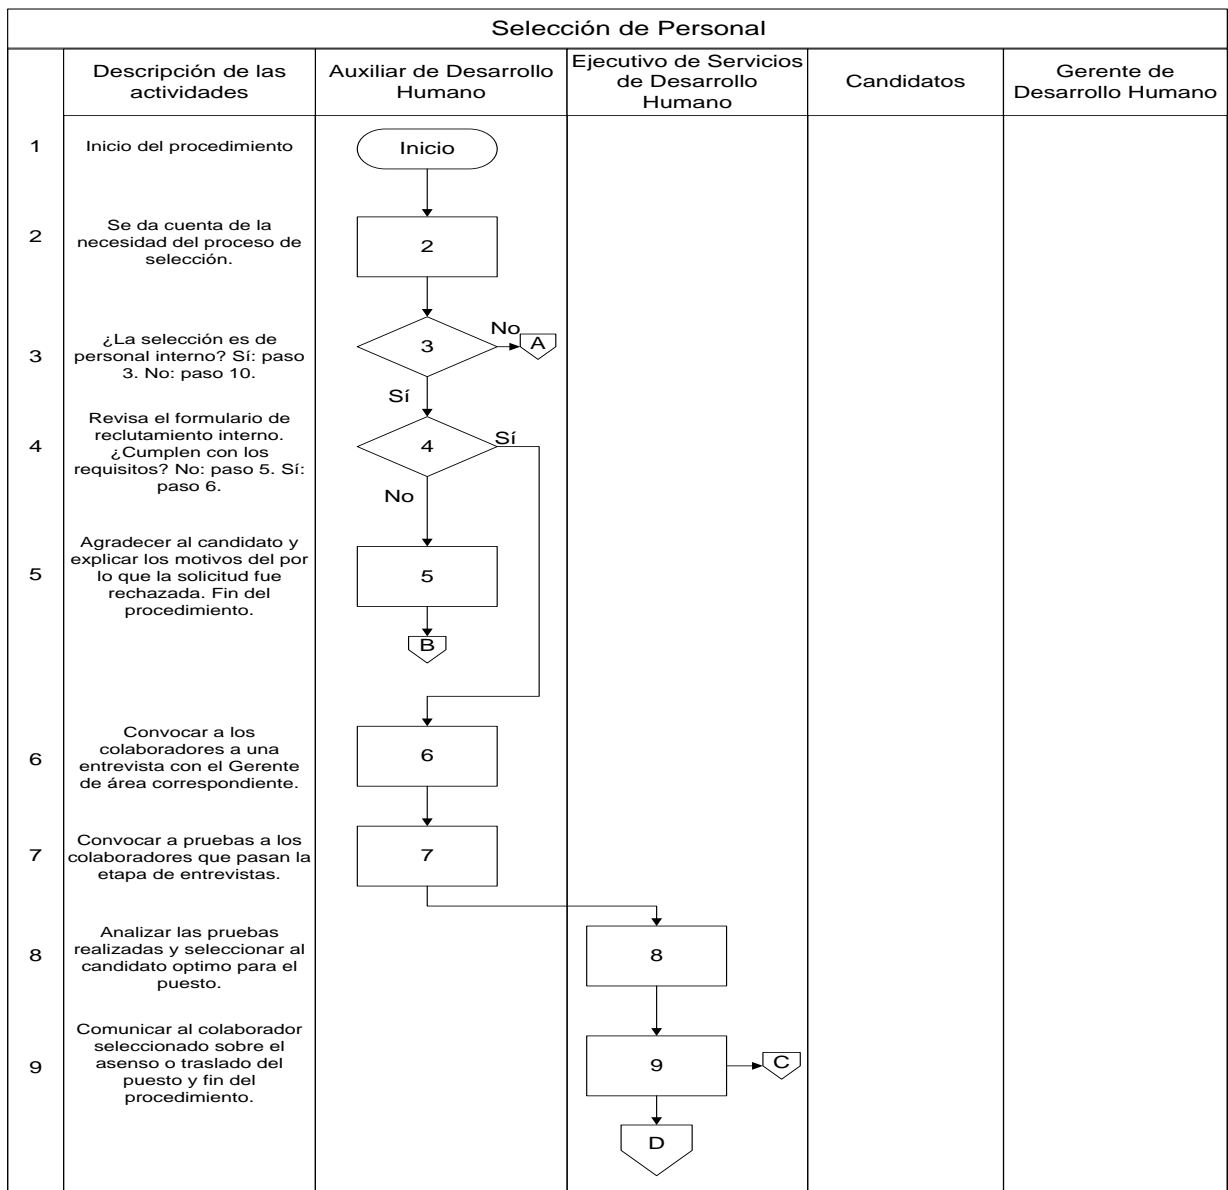 Selección de Personal
Descripción de las
actividades
Auxiliar de Desarrollo
Humano
Ejecutivo de Servicios
de Desarrollo
Humano
Candidatos
Gerente de
Desarrollo Humano
1
Inicio del procedimiento
Inicio
2
Se da cuenta de la
necesidad del proceso de
selección.
2
3
¿La selección es de
personal interno? Sí: paso
3. No: paso 10.
3
No
A
Sí
4
Revisa el formulario de
reclutamiento interno.
¿Cumplen con los
requisitos? No: paso 5. Sí:
paso 6.
4
Sí
No
5
Agradecer al candidato y
explicar los motivos del por
lo que la solicitud fue
rechazada. Fin del
procedimiento.
5
B
6
Convocar a los
colaboradores a una
entrevista con el Gerente
de área correspondiente.
6
7
Convocar a pruebas a los
colaboradores que pasan la
etapa de entrevistas.
7
8
Analizar las pruebas
realizadas y seleccionar al
candidato optimo para el
puesto.
8
9
Comunicar al colaborador
seleccionado sobre el
asenso o traslado del
puesto y fin del
procedimiento.
9
C
D